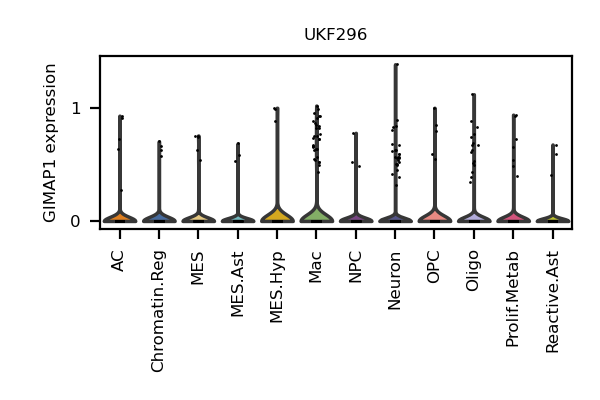 UKF296
GIMAP1 expression
1
0
AC
Chromatin.Reg
MES
MES.Ast
MES.Hyp
Mac
NPC
Neuron
OPC
Oligo
Prolif.Metab
Reactive.Ast